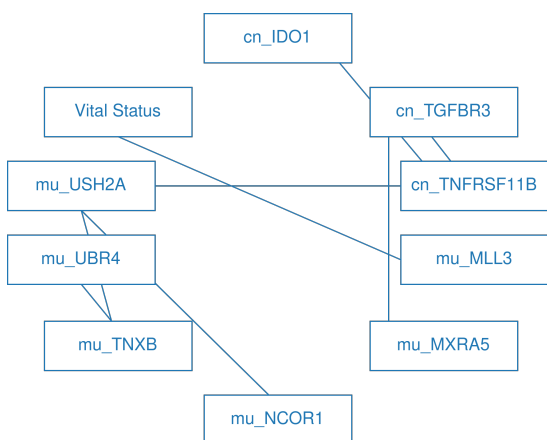 cn_IDO1
Vital Status
cn_TGFBR3
mu_USH2A
cn_TNFRSF11B
mu_UBR4
mu_MLL3
mu_TNXB
mu_MXRA5
mu_NCOR1